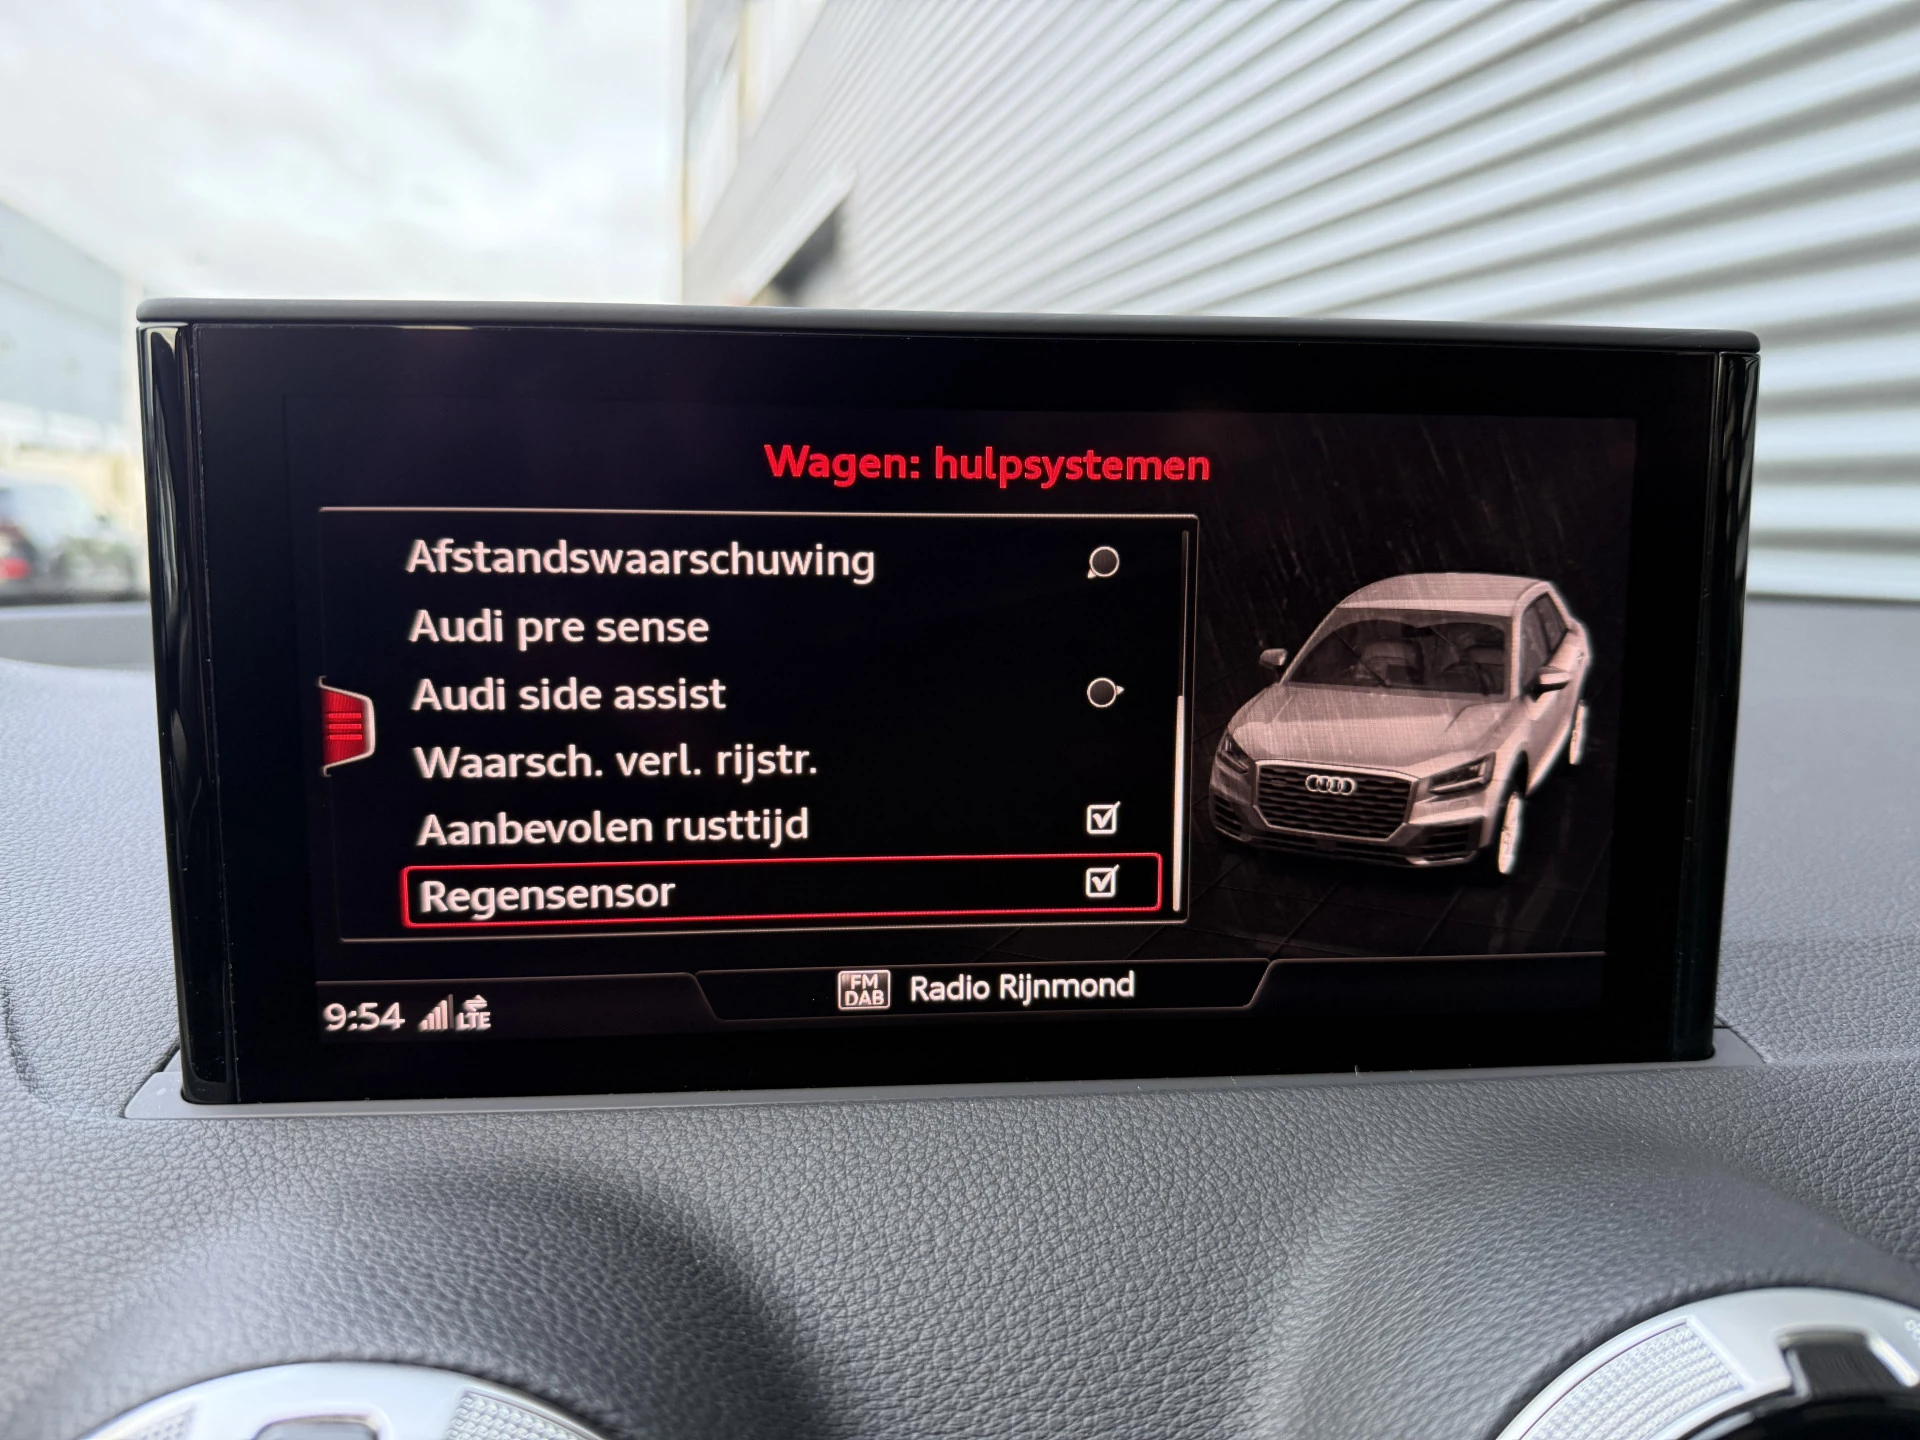 Wagen: hulpsystemen
Afstandswaarschuwing
Audi pre sense
Audi side assist
Waarsch. verl. rijstr.
Aanbevolen rusttijd
Regensensor
FM
DAB
Radio Rijnmond
9:54
LTE